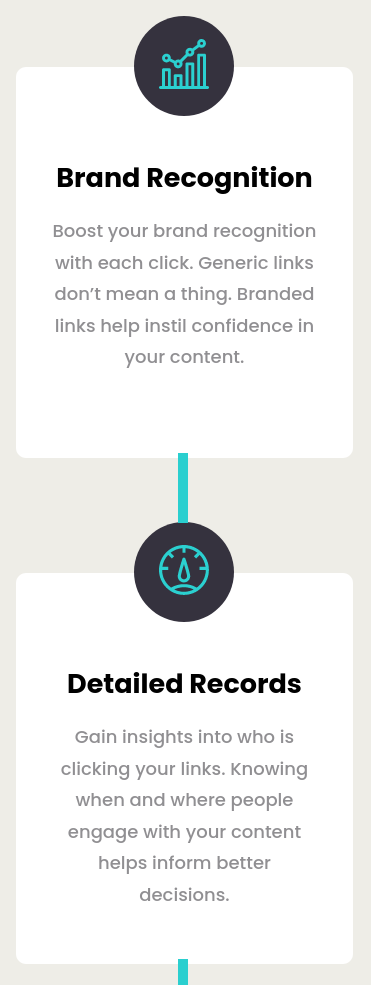 Brand Recognition
Boost your brand recognition
with each click. Generic links
don’t mean a thing. Branded
links help instil confidence in
your content.
Detailed Records
Gain insights into who is
clicking your links. Knowing
when and where people
engage with your content
helps inform better
decisions.